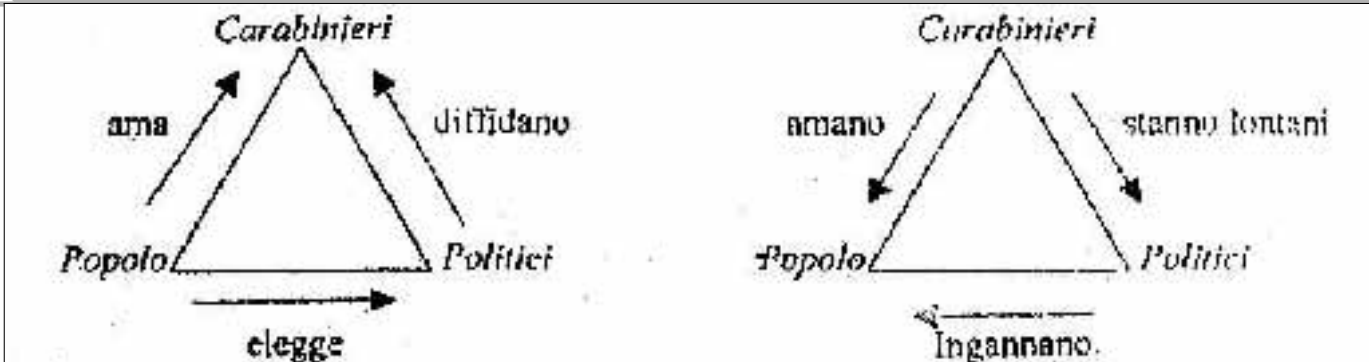 Carabinieri
ama
diffidano
Popolo
Politici
elegge
Carabinieri
amano
stanno lontani
Popolo
Politici
Ingannano.